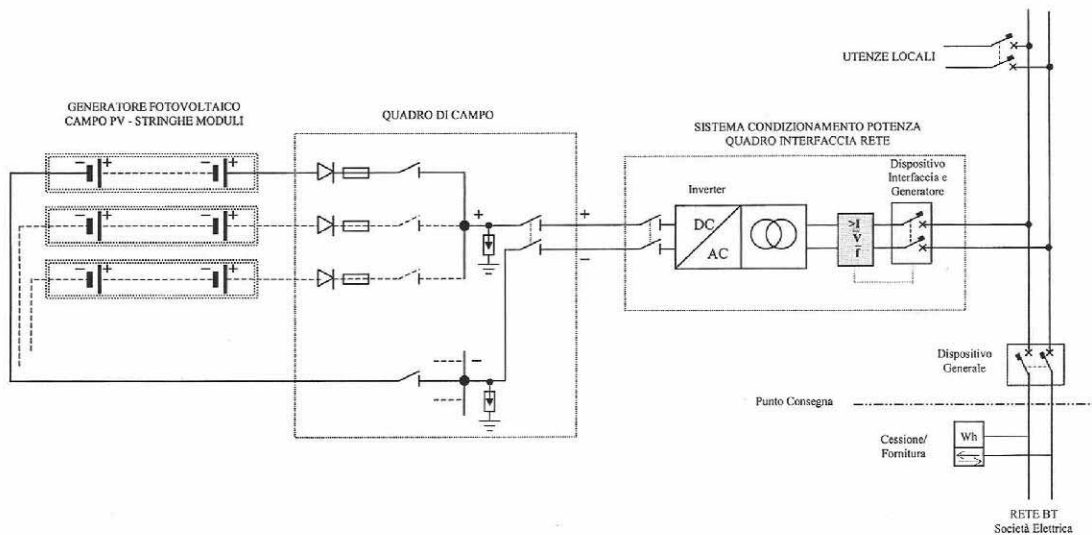 UTENZE LOCALI
GENERATORE FOTOVOLTAICO
CAMPO PV - STRINGHE MODULI
QUADRO DI CAMPO
SISTEMA CONDIZIONAMENTO POTENZA
QUADRO INTERFACCIA RETE
Dispositivo
Interfaccia e
Generatore
Inverter
DC
AC
>I
V
f
- + - +
- + - +
- + - +
+
+
-
-
Dispositivo
Generale
Punto Consegna
Cessione/
Fornitura
Wh
RETE BT
Società Elettrica